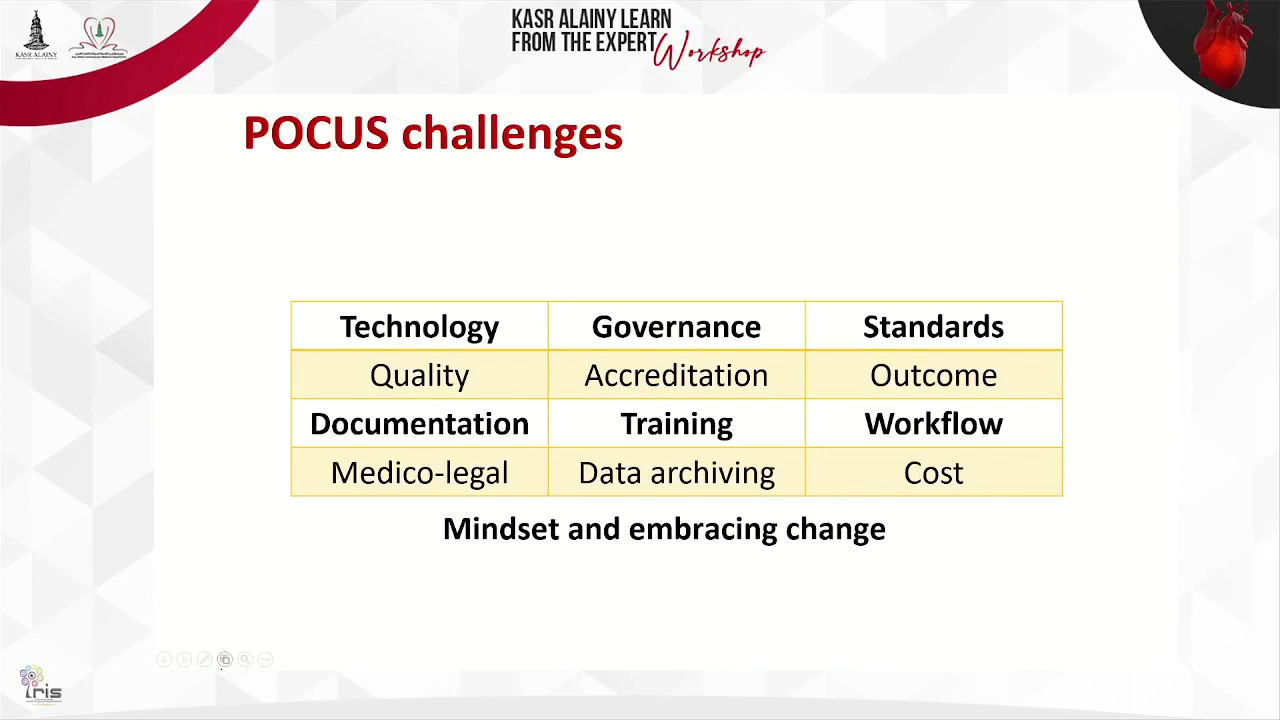 KASR ALAINY LEARN
FROM THE EXPERT
Workshop
KASR ALAINY
POCUS challenges
Technology Governance Standards
Quality Accreditation Outcome
Documentation Training Workflow
Medico-legal Data archiving Cost
Mindset and embracing change
iris